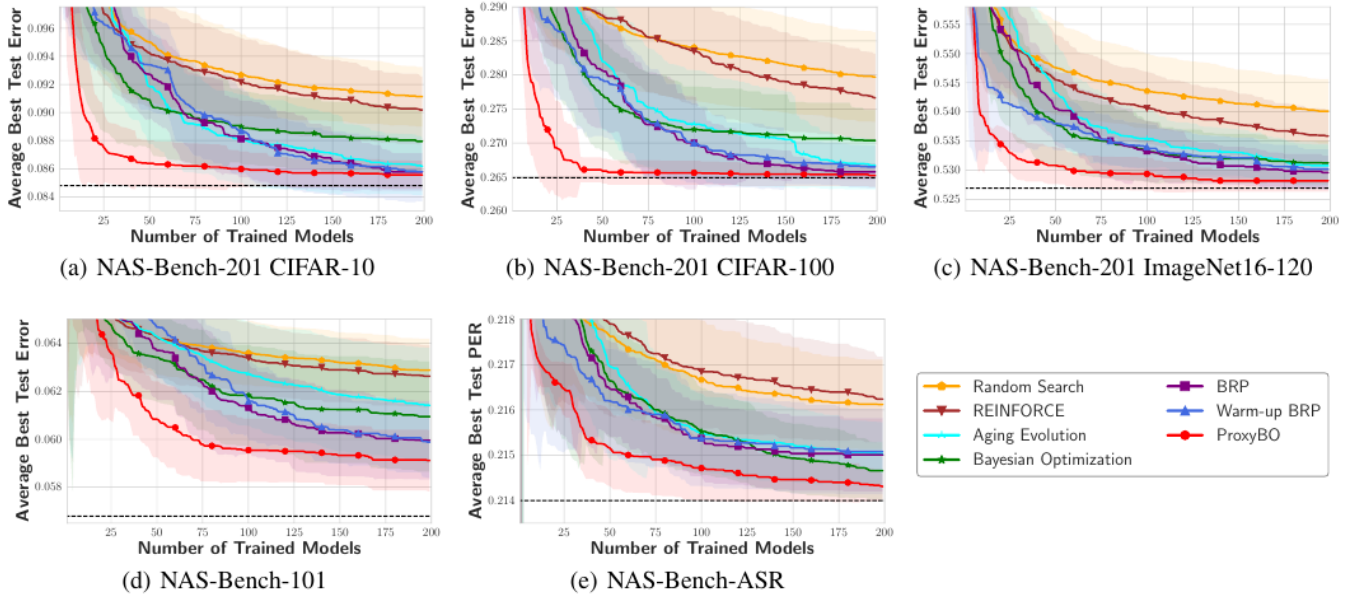 Average Best Test Error
0.096
0.094
0.092
0.090
0.088
0.086
0.084
25 50 75 100 125 150 175 200
Number of Trained Models
(a) NAS-Bench-201 CIFAR-10
Average Best Test Error
0.290
0.285
0.280
0.275
0.270
0.265
0.260
25 50 75 100 125 150 175 200
Number of Trained Models
(b) NAS-Bench-201 CIFAR-100
Average Best Test Error
0.555
0.550
0.545
0.540
0.535
0.530
0.525
25 50 75 100 125 150 175 200
Number of Trained Models
(c) NAS-Bench-201 ImageNet16-120
Average Best Test Error
0.064
0.062
0.060
0.058
25 50 75 100 125 150 175 200
Number of Trained Models
(d) NAS-Bench-101
Average Best Test PER
0.218
0.217
0.216
0.215
0.214
25 50 75 100 125 150 175 200
Number of Trained Models
(e) NAS-Bench-ASR
Random Search
REINFORCE
Aging Evolution
Bayesian Optimization
BRP
Warm-up BRP
ProxyBO